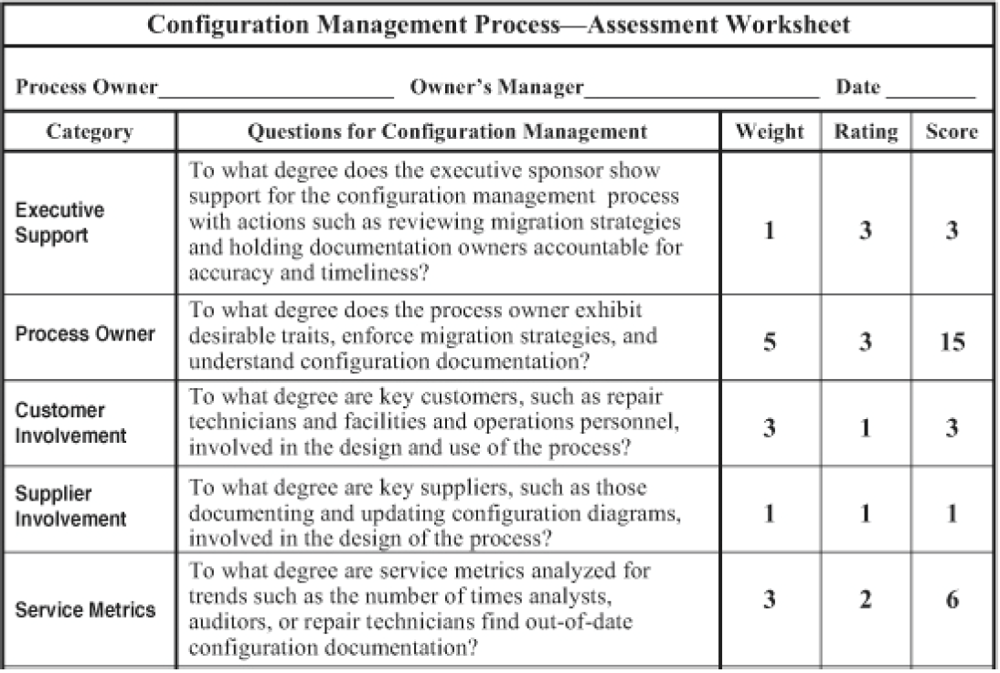 Configuration Management Process—Assessment Worksheet
Process Owner Owner's Manager Date
Category Questions for Configuration Management Weight Rating Score
Executive
Support
To what degree does the executive sponsor show
support for the configuration management process
with actions such as reviewing migration strategies
and holding documentation owners accountable for
accuracy and timeliness?
1 3 3
Process Owner
To what degree does the process owner exhibit
desirable traits, enforce migration strategies, and
understand configuration documentation?
5 3 15
Customer
Involvement
To what degree are key customers, such as repair
technicians and facilities and operations personnel,
involved in the design and use of the process?
3 1 3
Supplier
Involvement
To what degree are key suppliers, such as those
documenting and updating configuration diagrams,
involved in the design of the process?
1 1 1
Service Metrics
To what degree are service metrics analyzed for
trends such as the number of times analysts,
auditors, or repair technicians find out-of-date
configuration documentation?
3 2 6